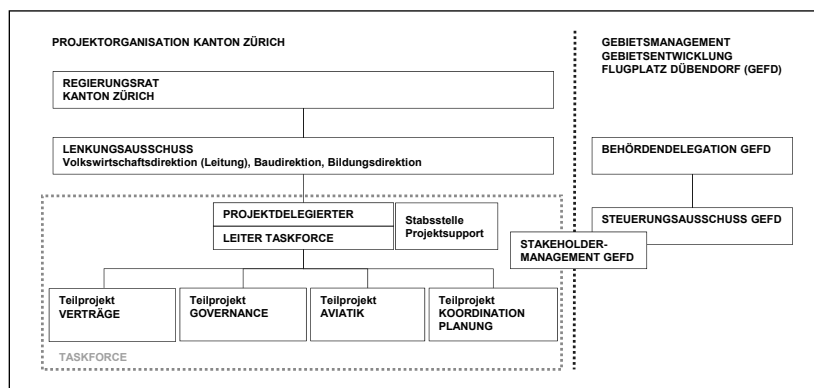 PROJEKTORGANISATION KANTON ZÜRICH
REGIERUNGSRAT
KANTON ZÜRICH
LENKUNGSAUSSCHUSS
Volkswirtschaftsdirektion (Leitung), Baudirektion, Bildungsdirektion
PROJEKTDELEGIERTER
LEITER TASKFORCE
Stabsstelle
Projektsupport
Teilprojekt
VERTRÄGE
Teilprojekt
GOVERNANCE
Teilprojekt
AVIATIK
Teilprojekt
KOORDINATION
PLANUNG
TASKFORCE
GEBIETSMANAGEMENT
GEBIETSENTWICKLUNG
FLUGPLATZ DÜBENDORF (GEFD)
BEHÖRDENDELEGATION GEFD
STEUERUNGSAUSSCHUSS GEFD
STAKEHOLDER-
MANAGEMENT GEFD